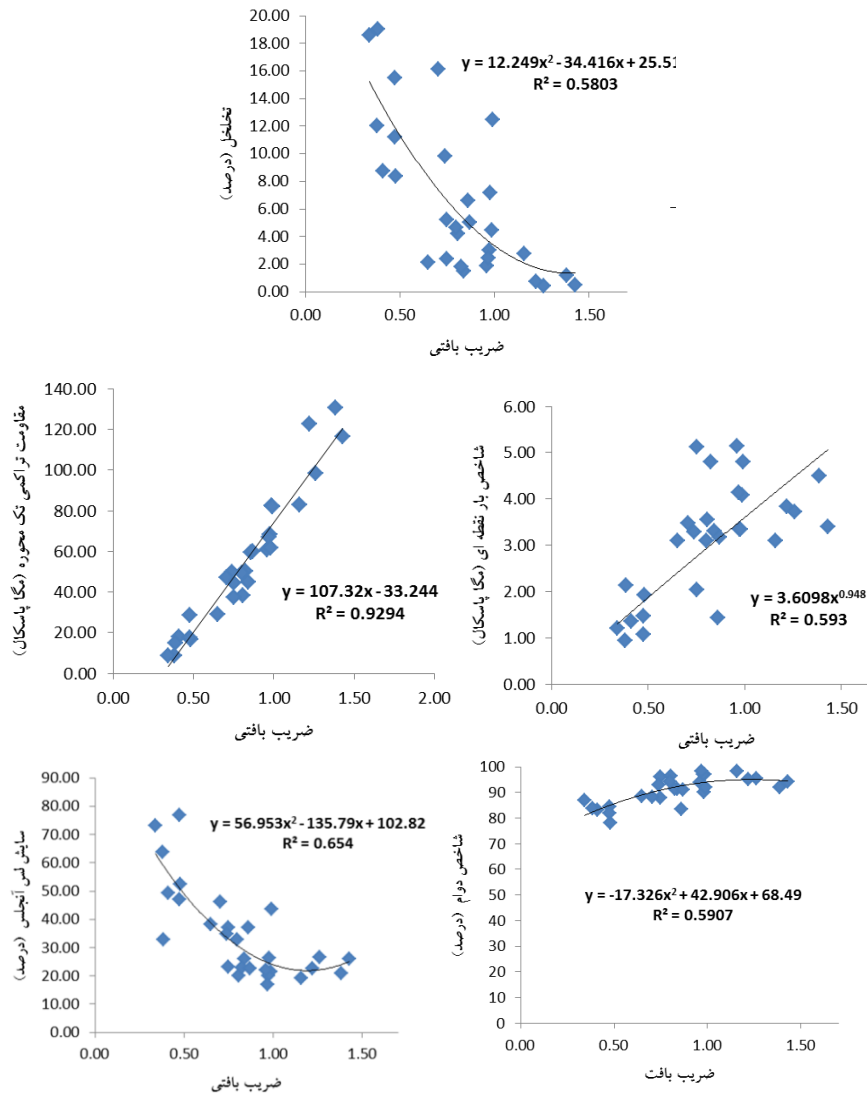 20.00
18.00
16.00
14.00
12.00
10.00
8.00
6.00
4.00
2.00
0.00
تخلخل (درصد)
y = 12.249x² - 34.416x + 25.51
R² = 0.5803
0.00 0.50 1.00 1.50
ضریب بافتی
140.00
120.00
100.00
80.00
60.00
40.00
20.00
0.00
مقاومت تراکمی تک محوره (مگا پاسکال)
y = 107.32x - 33.244
R² = 0.9294
0.00 0.50 1.00 1.50 2.00
ضریب بافتی
6.00
5.00
4.00
3.00
2.00
1.00
0.00
شاخص بار نقطه ای (مگا پاسکال)
y = 3.6098x^0.948
R² = 0.593
0.00 0.50 1.00 1.50
ضریب بافتی
90.00
80.00
70.00
60.00
50.00
40.00
30.00
20.00
10.00
0.00
سایش لس آنجلس (درصد)
y = 56.953x² - 135.79x + 102.82
R² = 0.654
0.00 0.50 1.00 1.50
ضریب بافتی
100
90
80
70
60
50
40
30
20
10
0
شاخص دوام (درصد)
y = -17.326x² + 42.906x + 68.49
R² = 0.5907
0.00 0.50 1.00 1.50
ضریب بافت